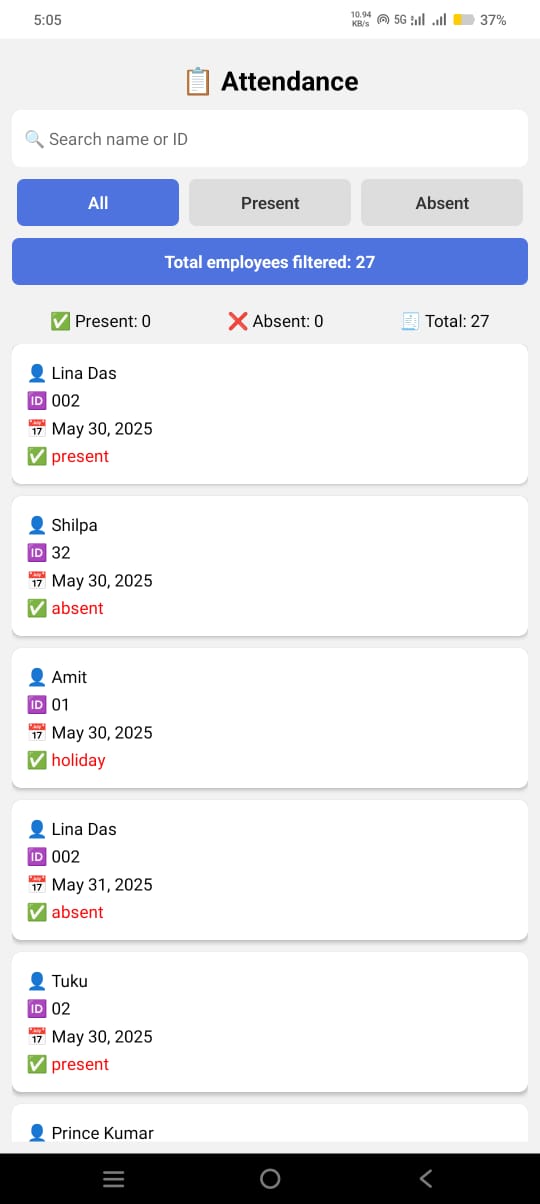 5:05
10.94 KB/s 5G 37%
📋 Attendance
🔍 Search name or ID
All Present Absent
Total employees filtered: 27
✅ Present: 0 ❌ Absent: 0 🧾 Total: 27
👤 Lina Das
🆔 002
📅 May 30, 2025
✅ present
👤 Shilpa
🆔 32
📅 May 30, 2025
✅ absent
👤 Amit
🆔 01
📅 May 30, 2025
✅ holiday
👤 Lina Das
🆔 002
📅 May 31, 2025
✅ absent
👤 Tuku
🆔 02
📅 May 30, 2025
✅ present
👤 Prince Kumar